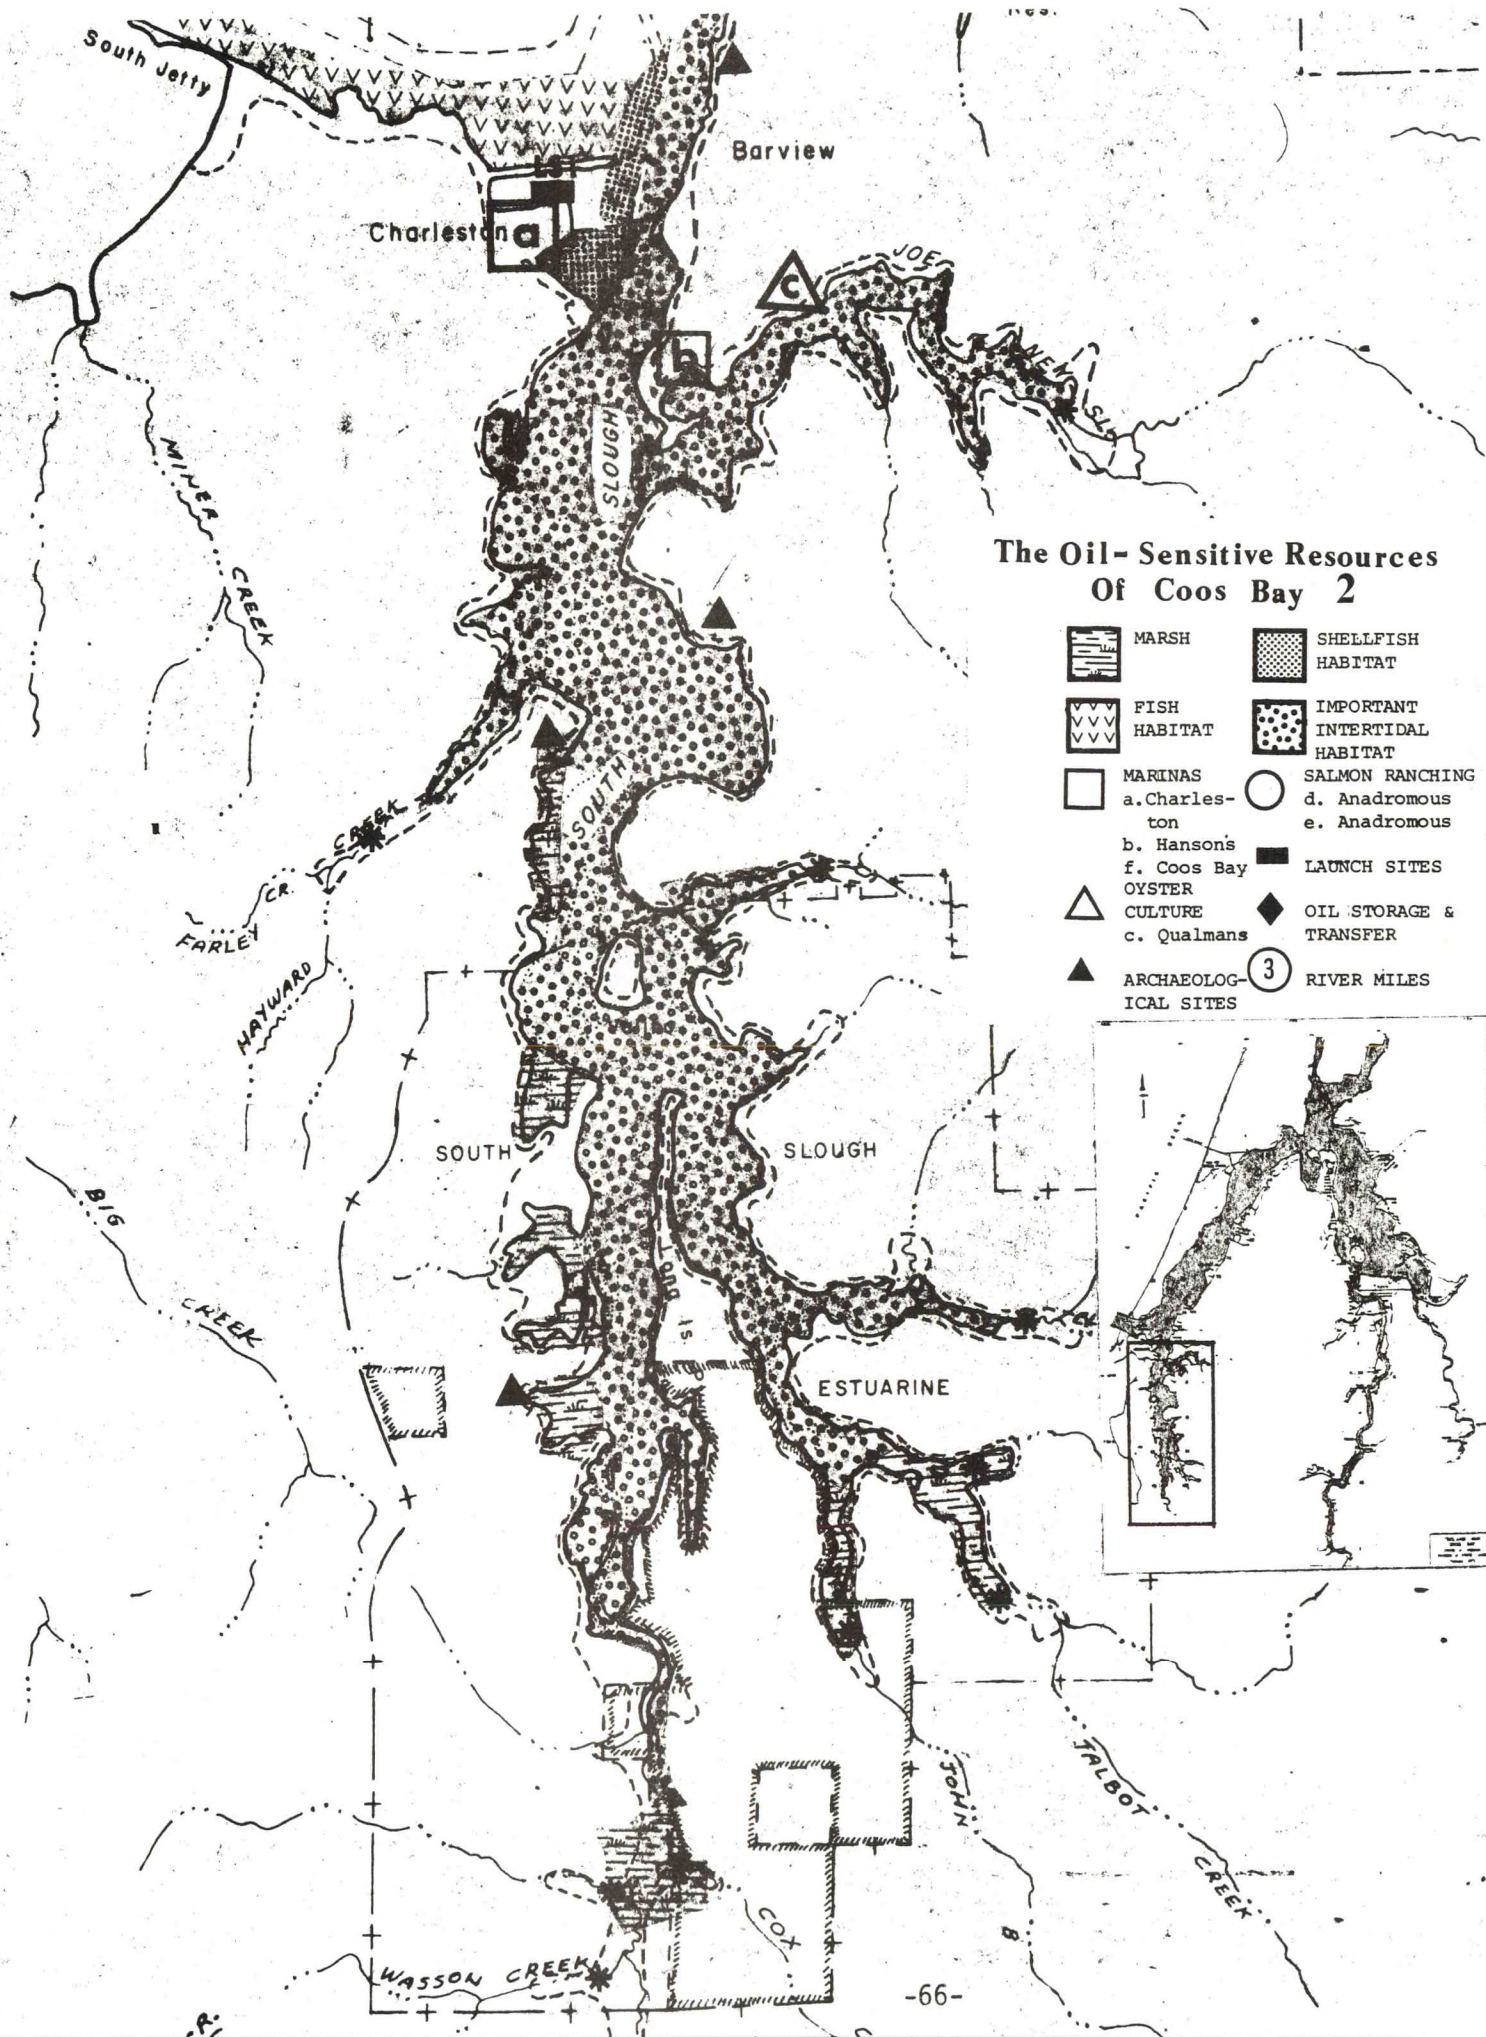 South Jetty
Barview
Charleston
a
c
JOE
NEY
SL.
b
SLOUGH
MINER
CREEK
The Oil-Sensitive Resources
Of Coos Bay 2
MARSH
SHELLFISH
HABITAT
FISH
HABITAT
IMPORTANT
INTERTIDAL
HABITAT
MARINAS
a.Charles-
ton
b. Hansons
f. Coos Bay
SALMON RANCHING
d. Anadromous
e. Anadromous
LAUNCH SITES
OYSTER
CULTURE
c. Qualmans
OIL STORAGE &
TRANSFER
ARCHAEOLOG-
ICAL SITES
3
RIVER MILES
SOUTH
CREEK
CR.
FARLEY
HAYWARD
SOUTH
SLOUGH
BIG
CREEK
Long
Is
ESTUARINE
JOHN
B
TALBOT
CREEK
COX
WASSON CREEK
R.
-66-